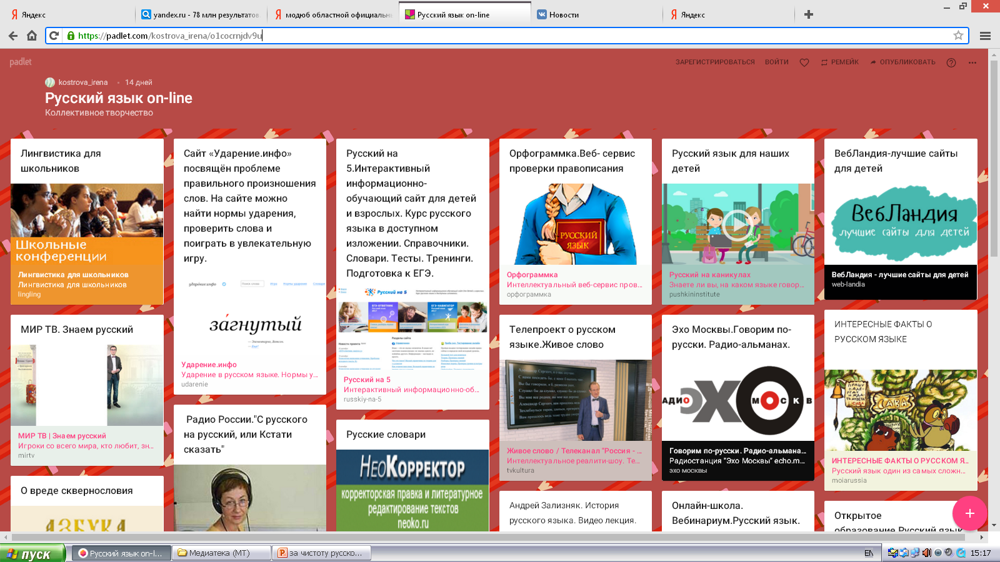 Яндекс
yandex.ru - 78 млн результатов
модюб областной официальн
Русский язык on-line
Новости
Яндекс
https://padlet.com/kostrova_irena/o1cocrnjdv9u
padlet
ЗАРЕГИСТРИРОВАТЬСЯ
ВОЙТИ
РЕМЕЙК
ОПУБЛИКОВАТЬ
kostrova_irena • 14 дней
Русский язык on-line
Коллективное творчество
Лингвистика для
школьников
Школьные
конференции
Лингвистика для школьников
Лингвистика для школьников
lingling
МИР ТВ. Знаем русский
МИР ТВ | Знаем русский
Игроки со всего мира, кто любит, зн...
mirtv
О вреде сквернословия
АЗБУКА
Сайт «Ударение.инфо»
посвящён проблеме
правильного произношения
слов. На сайте можно
найти нормы ударения,
проверить слова и
поиграть в увлекательную
игру.
ударение.инфо
Поиск слова
Игра
Нормы ударения
Словари
за́гнутый
Ударение.инфо
Ударение в русском языке. Нормы у...
udarenie
Радио России."С русского
на русский, или Кстати
сказать"
Русский на
5.Интерактивный
информационно-
обучающий сайт для детей
и взрослых. Курс русского
языка в доступном
изложении. Справочники.
Словари. Тесты. Тренинги.
Подготовка к ЕГЭ.
Русский на 5
Русский на 5
Интерактивный информационно-об...
russkiy-na-5
Русские словари
НеоКорректор
корректорская правка и литературное
редактирование текстов
neoko.ru
Орфограммка.Веб- сервис
проверки правописания
РУССКИЙ
ЯЗЫК
Орфограммка
Интеллектуальный веб-сервис пров...
орфограммка
Телепроект о русском
языке.Живое слово
Живое слово / Телеканал "Россия - ...
Интеллектуальное реалити-шоу. Те...
tvkultura
Андрей Зализняк. История
русского языка. Видео лекция.
Русский язык для наших
детей
Русский на каникулах
Знаете ли вы, на каком языке говор...
pushkininstitute
Эхо Москвы.Говорим по-
русски. Радио-альманах.
АДИО
ЭХО
МОСКВ
Говорим по-русски. Радио-альмана...
Радиостанция "Эхо Москвы" echo.m...
эхо москвы
Онлайн-школа.
Вебинариум.Русский язык.
ВебЛандия-лучшие сайты
для детей
ВебЛандия
лучшие сайты для детей
ВебЛандия - лучшие сайты для детей
web-landia
ИНТЕРЕСНЫЕ ФАКТЫ О
РУССКОМ ЯЗЫКЕ
САВА
ИНТЕРЕСНЫЕ ФАКТЫ О РУССКОМ Я...
Русский язык один из самых сложн...
moiarussia
Открытое
образование.Русский язык
пуск
Русский язык on-l...
Медиатека (МТ)
за чистоту русско...
EN
15:17